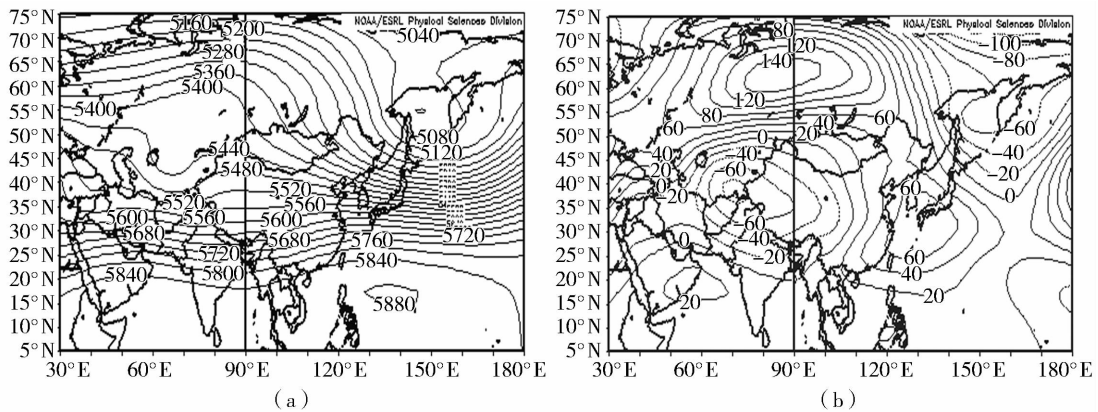 NOAA/ESRL Physical Sciences Division
75°N
70°N
65°N
60°N
55°N
50°N
45°N
40°N
35°N
30°N
25°N
20°N
15°N
10°N
5°N
5160
5200
5040
5280
5360
5400
5400
5080
5120
5440
5480
5520
5520
5560
5600
5560
5600
5680
5680
5720
5760
5720
5840
5800
5840
5880
30°E
60°E
90°E
120°E
150°E
180°E
(a)
NOAA/ESRL Physical Sciences Division
75°N
70°N
65°N
60°N
55°N
50°N
45°N
40°N
35°N
30°N
25°N
20°N
15°N
10°N
5°N
80
120
-100
-80
140
120
80
60
40
60
-60
0
20
40
-40
-40
20
-60
-20
0
-20
60
0
-60
0
-40
60
-20
40
20
20
30°E
60°E
90°E
120°E
150°E
180°E
(b)